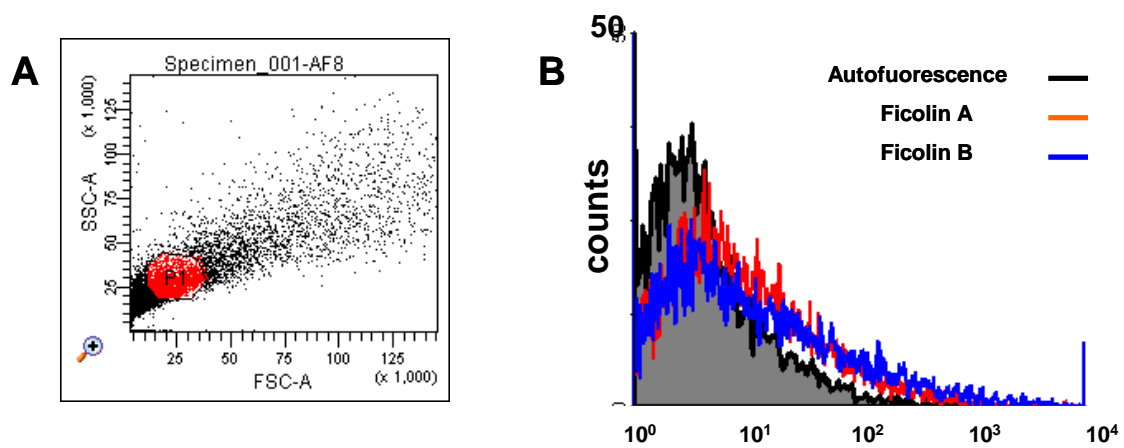 A
Specimen_001-AF8
SSC-A
(x 1,000)
125
100
75
50
25
P1
25 50 75 100 125
FSC-A
(x 1,000)
B
50
counts
0
Autofuorescence
Ficolin A
Ficolin B
10⁰ 10¹ 10² 10³ 10⁴